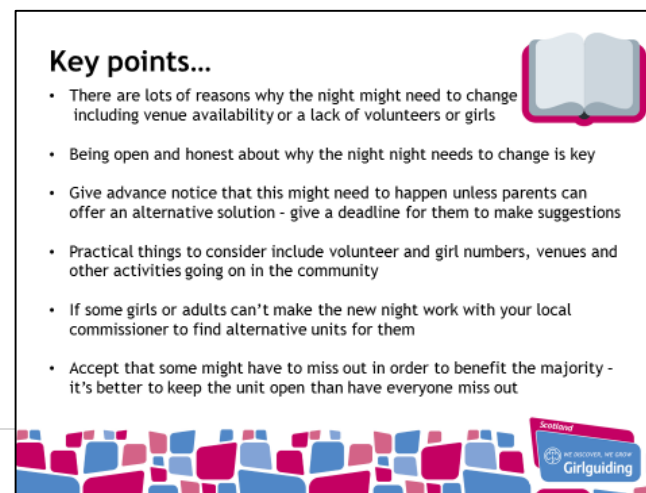 Key points…
• There are lots of reasons why the night might need to change
including venue availability or a lack of volunteers or girls
• Being open and honest about why the night night needs to change is key
• Give advance notice that this might need to happen unless parents can
offer an alternative solution – give a deadline for them to make suggestions
• Practical things to consider include volunteer and girl numbers, venues and
other activities going on in the community
• If some girls or adults can't make the new night work with your local
commissioner to find alternative units for them
• Accept that some might have to miss out in order to benefit the majority –
it's better to keep the unit open than have everyone miss out
Scotland
WE DISCOVER, WE GROW
Girlguiding